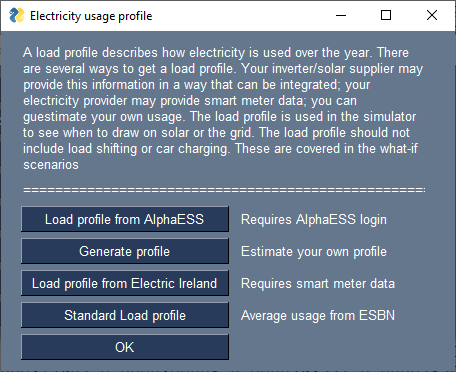 Electricity usage profile
A load profile describes how electricity is used over the year. There
are several ways to get a load profile. Your inverter/solar supplier may
provide this information in a way that can be integrated; your
electricity provider may provide smart meter data; you can
guestimate your own usage. The load profile is used in the simulator
to see when to draw on solar or the grid. The load profile should not
include load shifting or car charging. These are covered in the what-if
scenarios
======================================================
Load profile from AlphaESS Requires AlphaESS login
Generate profile Estimate your own profile
Load profile from Electric Ireland Requires smart meter data
Standard Load profile Average usage from ESBN
OK